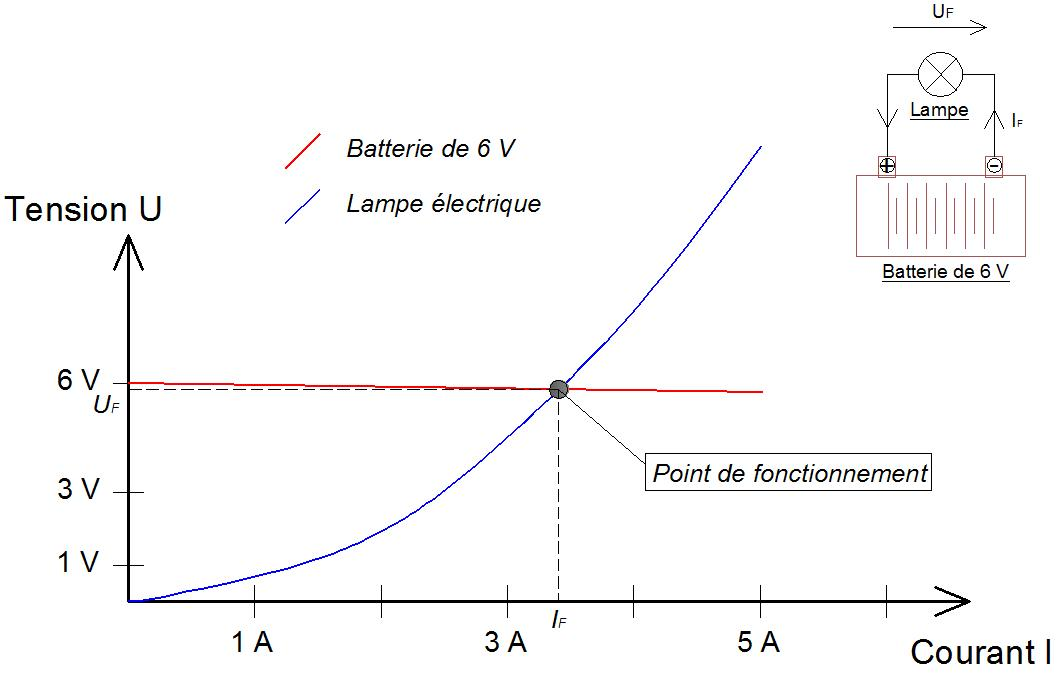 UF
Lampe
IF
+
-
Batterie de 6 V
Batterie de 6 V
Lampe électrique
Tension U
6 V
UF
3 V
1 V
Point de fonctionnement
IF
1 A
3 A
5 A
Courant I